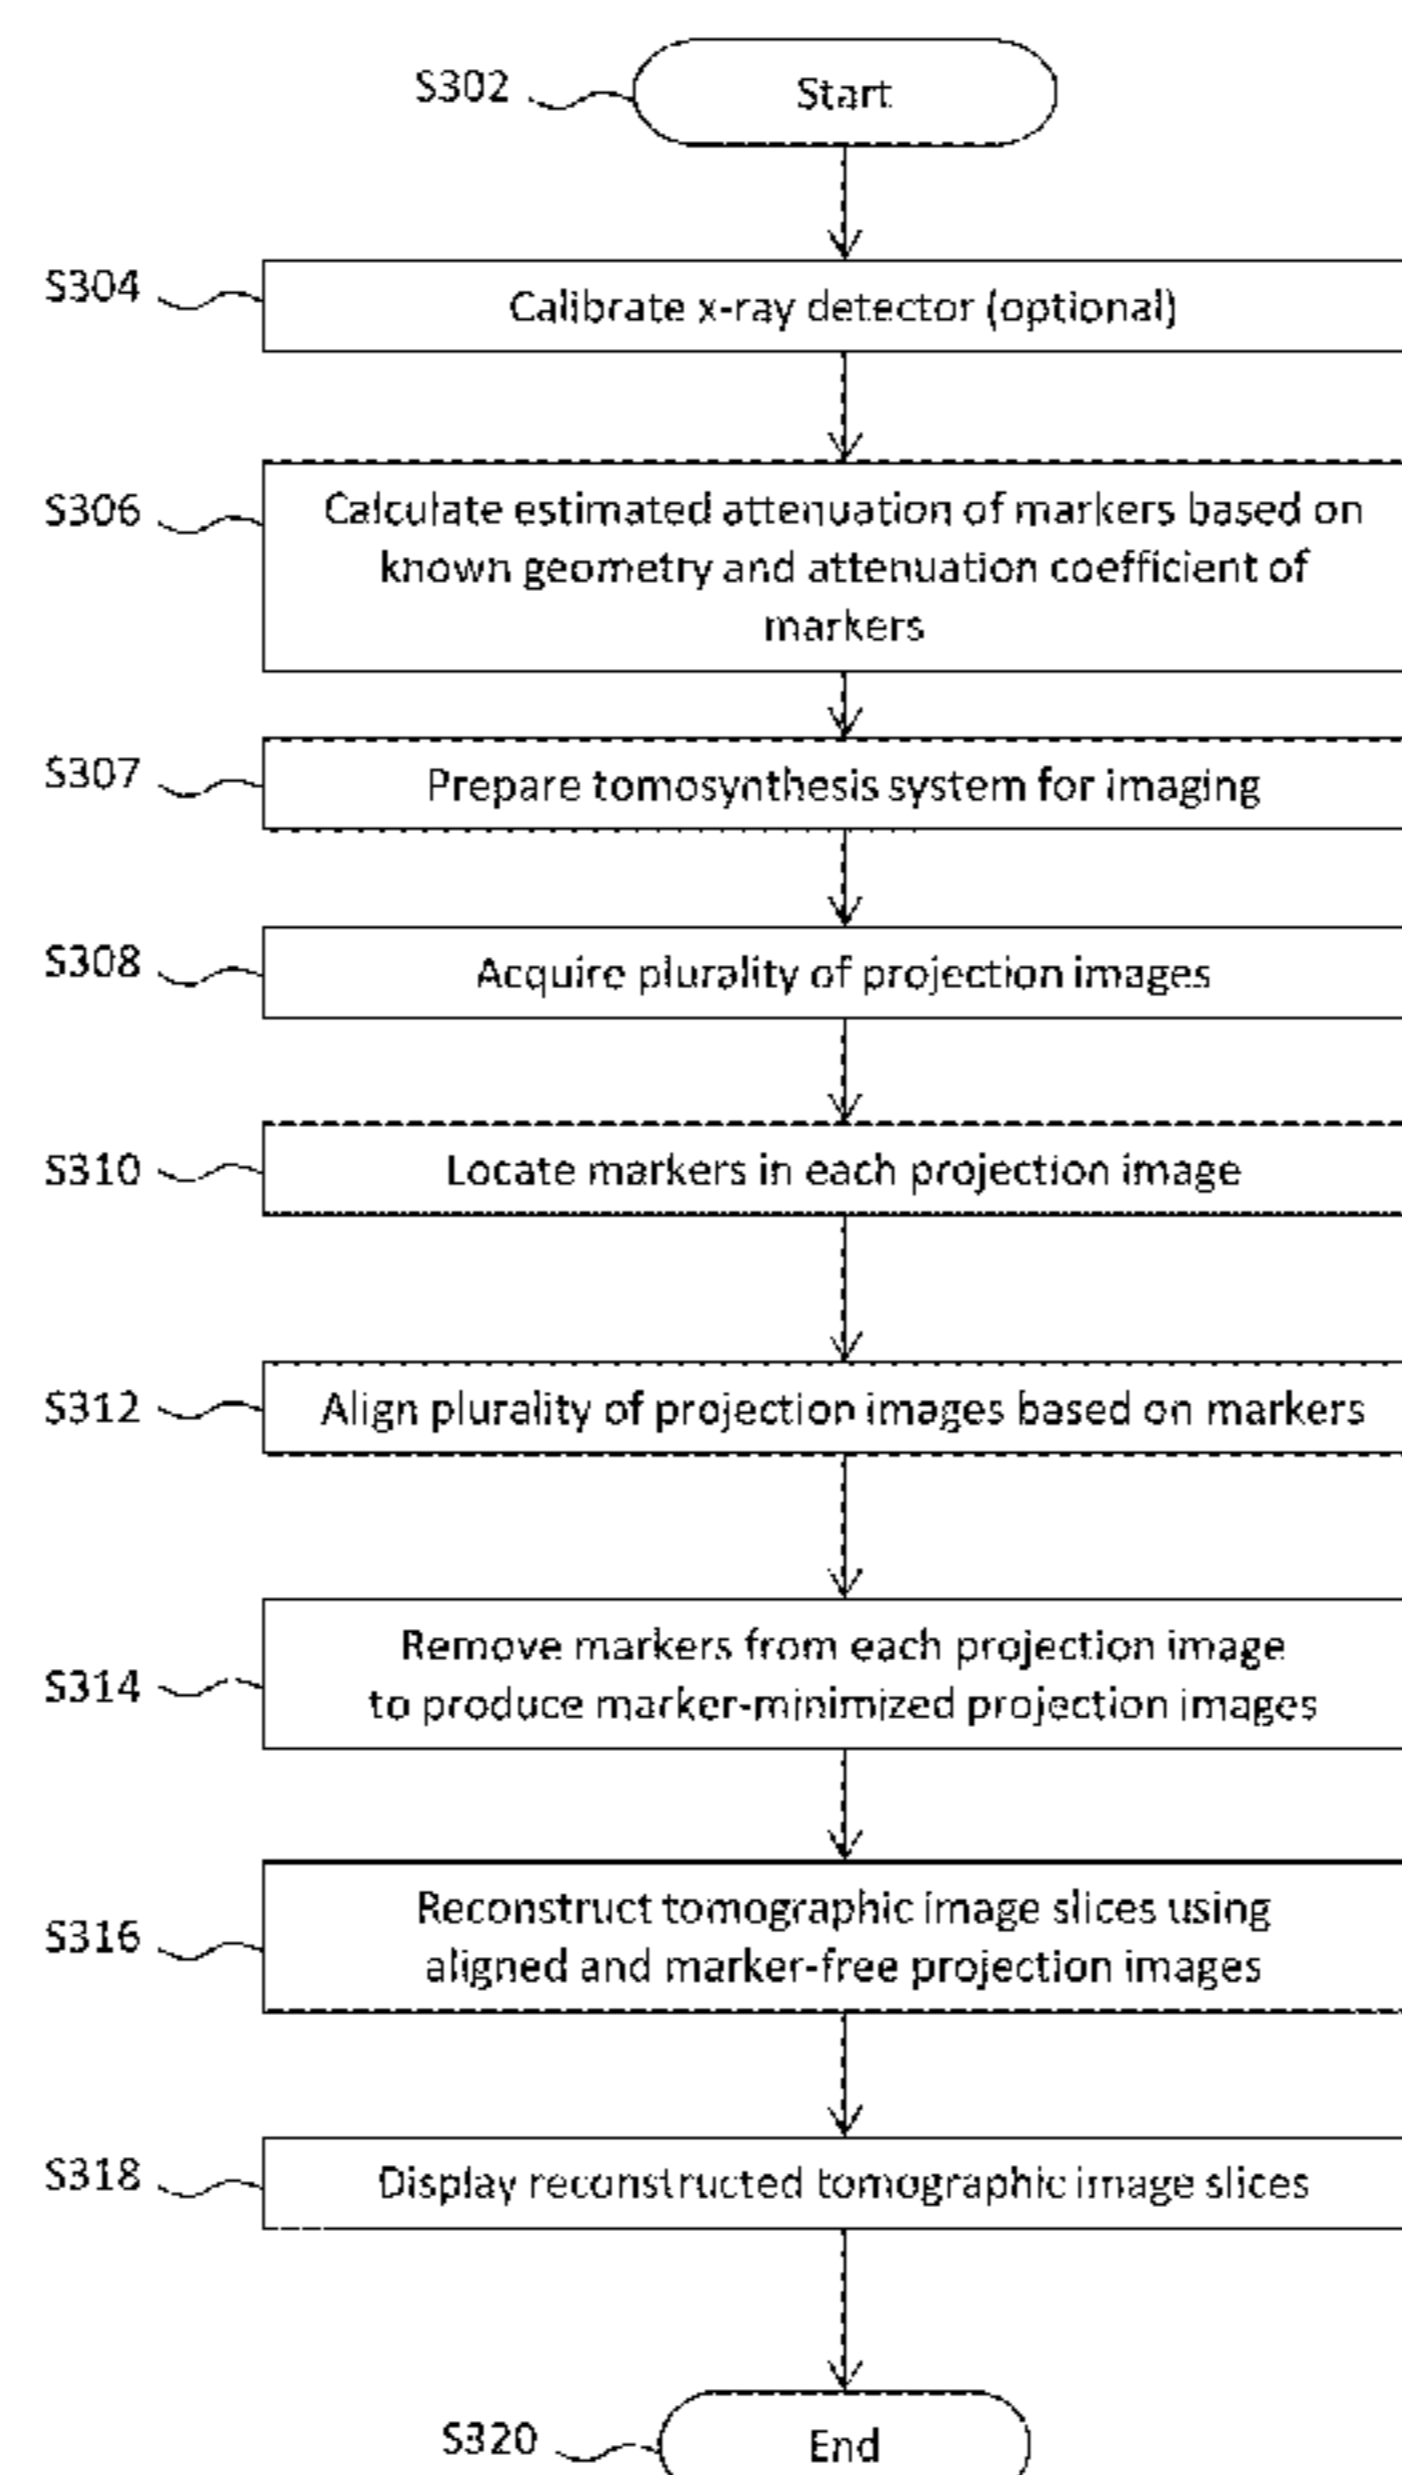 S302
Start
S304
Calibrate x-ray detector (optional)
S306
Calculate estimated attenuation of markers based on
known geometry and attenuation coefficient of
markers
S307
Prepare tomosynthesis system for imaging
S308
Acquire plurality of projection images
S310
Locate markers in each projection image
S312
Align plurality of projection images based on markers
S314
Remove markers from each projection image
to produce marker-minimized projection images
S316
Reconstruct tomographic image slices using
aligned and marker-free projection images
S318
Display reconstructed tomographic image slices
S320
End